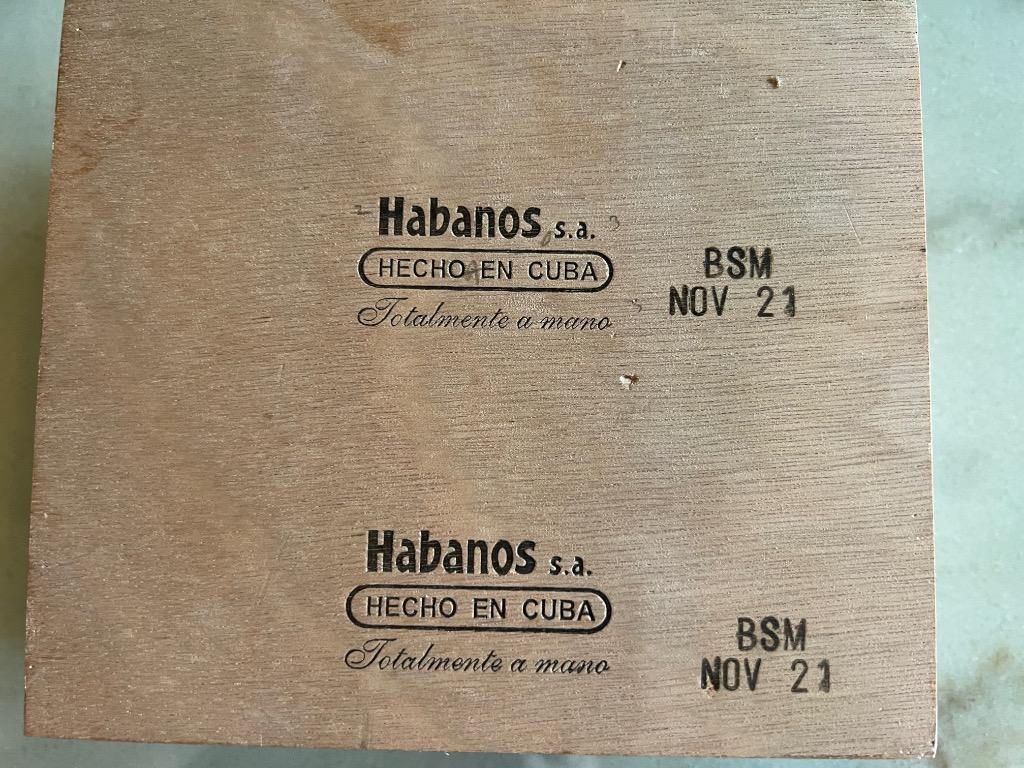 Habanos s.a.
HECHO EN CUBA
Totalmente a mano
BSM
NOV 21
Habanos s.a.
HECHO EN CUBA
Totalmente a mano
BSM
NOV 21